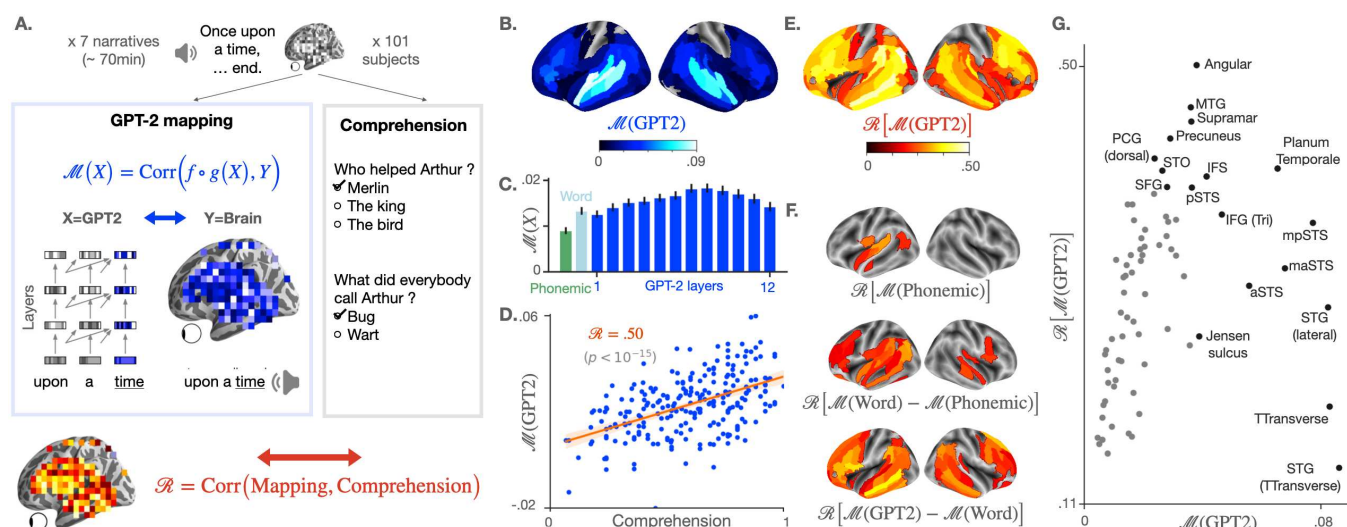 A.
x 7 narratives
(~ 70min)
Once upon
a time,
... end.
x 101
subjects
GPT-2 mapping
ℳ(X) = Corr(f∘g(X), Y)
X=GPT2
Y=Brain
Layers
upon a time
upon a time
Comprehension
Who helped Arthur ?
Merlin
The king
The bird
What did everybody
call Arthur ?
Bug
Wart
ℛ = Corr(Mapping, Comprehension)
B.
ℳ(GPT2)
0 .09
C.
.02
Word
ℳ(X)
0
Phonemic
1 GPT-2 layers 12
D.
.06
ℛ = .50
(p < 10⁻¹⁵)
ℳ(GPT2)
-.02
0 Comprehension 1
E.
ℛ[ℳ(GPT2)]
0 .50
F.
ℛ[ℳ(Phonemic)]
ℛ[ℳ(Word) − ℳ(Phonemic)]
ℛ[ℳ(GPT2) − ℳ(Word)]
G.
.50
Angular
MTG
Supramar
Precuneus
PCG
(dorsal)
STO
IFS
Planum
Temporale
SFG
pSTS
IFG (Tri)
mpSTS
maSTS
aSTS
STG
(lateral)
Jensen
sulcus
TTransverse
STG
(TTransverse)
ℛ[ℳ(GPT2)]
.11
0 ℳ(GPT2) .08